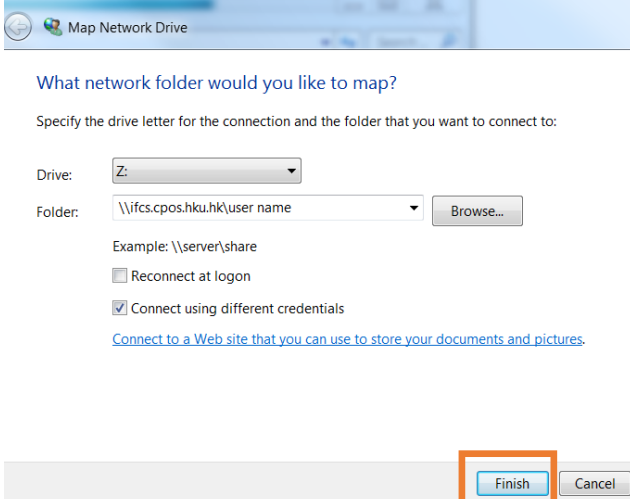 Map Network Drive
Search...
What network folder would you like to map?
Specify the drive letter for the connection and the folder that you want to connect to:
Drive: Z:
Folder: \\ifcs.cpos.hku.hk\user name Browse...
Example: \\server\share
Reconnect at logon
Connect using different credentials
Connect to a Web site that you can use to store your documents and pictures.
Finish Cancel